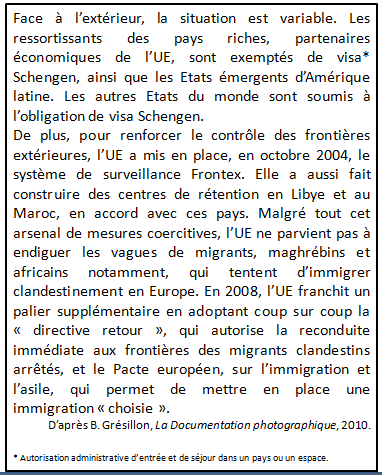 Face à l'extérieur, la situation est variable. Les
ressortissants des pays riches, partenaires
économiques de l'UE, sont exemptés de visa*
Schengen, ainsi que les Etats émergents d'Amérique
latine. Les autres Etats du monde sont soumis à
l'obligation de visa Schengen.
De plus, pour renforcer le contrôle des frontières
extérieures, l'UE a mis en place, en octobre 2004, le
système de surveillance Frontex. Elle a aussi fait
construire des centres de rétention en Libye et au
Maroc, en accord avec ces pays. Malgré tout cet
arsenal de mesures coercitives, l'UE ne parvient pas à
endiguer les vagues de migrants, maghrébins et
africains notamment, qui tentent d'immigrer
clandestinement en Europe. En 2008, l'UE franchit un
palier supplémentaire en adoptant coup sur coup la
« directive retour », qui autorise la reconduite
immédiate aux frontières des migrants clandestins
arrêtés, et le Pacte européen, sur l'immigration et
l'asile, qui permet de mettre en place une
immigration « choisie ».
D'après B. Grésillon, La Documentation photographique, 2010.
* Autorisation administrative d'entrée et de séjour dans un pays ou un espace.